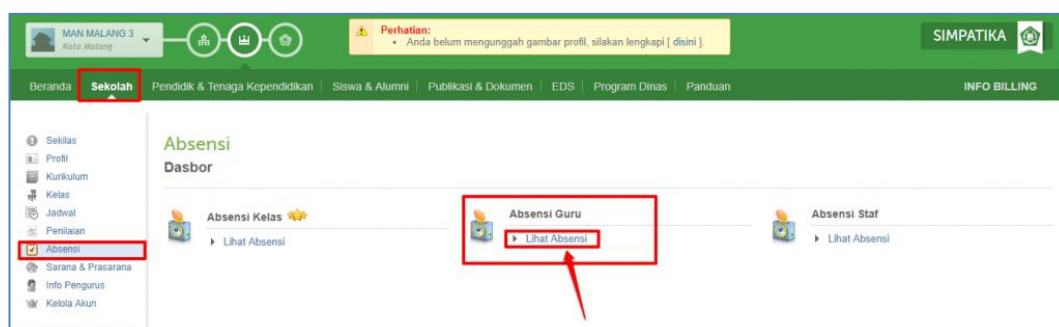 MAN MALANG 3
Kota Malang
Perhatian:
Anda belum mengunggah gambar profil, silakan lengkapi [ disini ].
SIMPATIKA
Beranda Sekolah Pendidik & Tenaga Kependidikan Siswa & Alumni Publikasi & Dokumen EDS Program Dinas Panduan INFO BILLING
Sekilas
Profil
Kurikulum
Kelas
Jadwal
Penilaian
Absensi
Sarana & Prasarana
Info Pengurus
Kelola Akun
Absensi
Dasbor
Absensi Kelas
Lihat Absensi
Absensi Guru
Lihat Absensi
Absensi Staf
Lihat Absensi